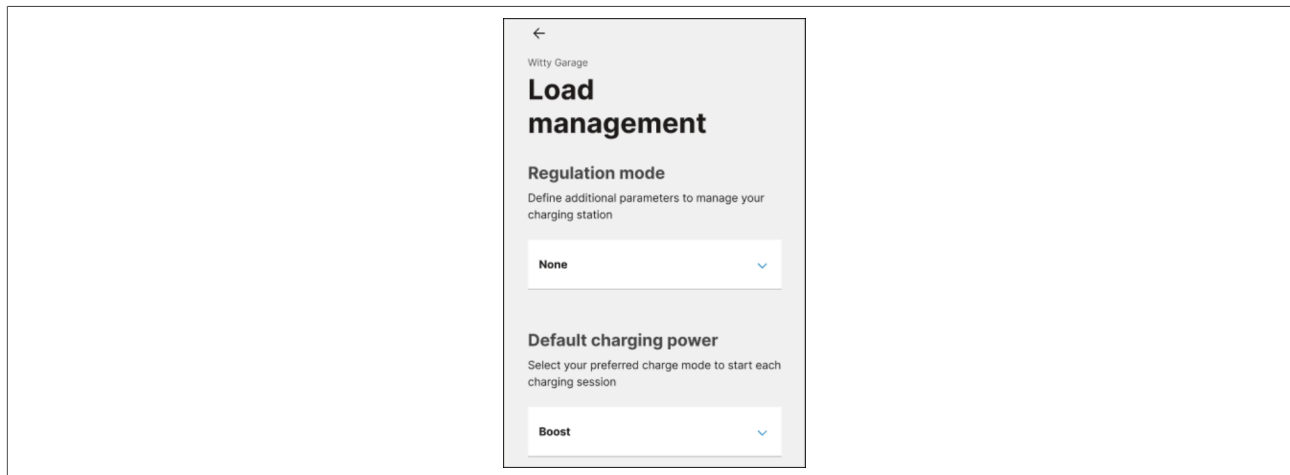 Witty Garage
Load
management
Regulation mode
Define additional parameters to manage your
charging station
None
Default charging power
Select your preferred charge mode to start each
charging session
Boost